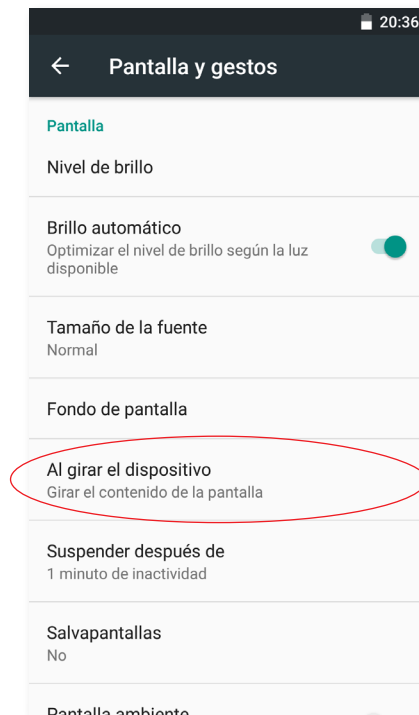 20:36
Pantalla y gestos
Pantalla
Nivel de brillo
Brillo automático
Optimizar el nivel de brillo según la luz
disponible
Tamaño de la fuente
Normal
Fondo de pantalla
Al girar el dispositivo
Girar el contenido de la pantalla
Suspender después de
1 minuto de inactividad
Salvapantallas
No
Pantalla ambiente